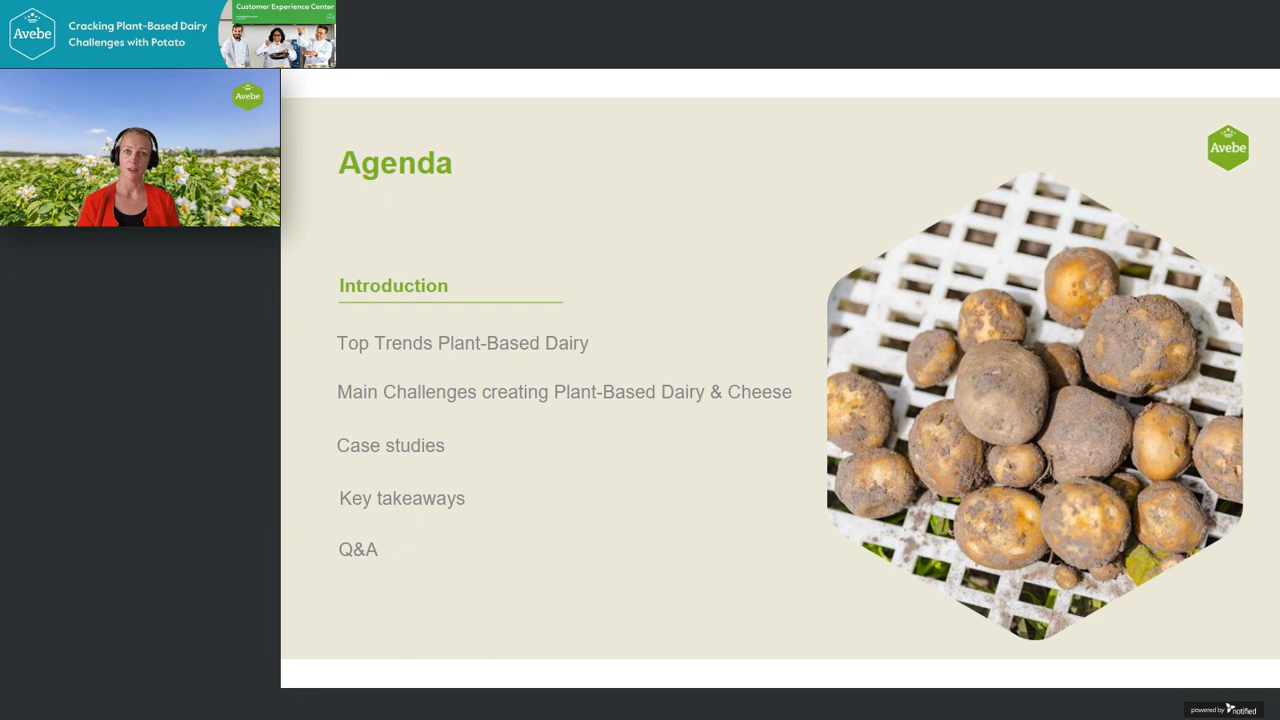 Avebe
Cracking Plant-Based Dairy
Challenges with Potato
Customer Experience Center
Avebe
Avebe
Agenda
Introduction
Top Trends Plant-Based Dairy
Main Challenges creating Plant-Based Dairy & Cheese
Case studies
Key takeaways
Q&A
powered by notified